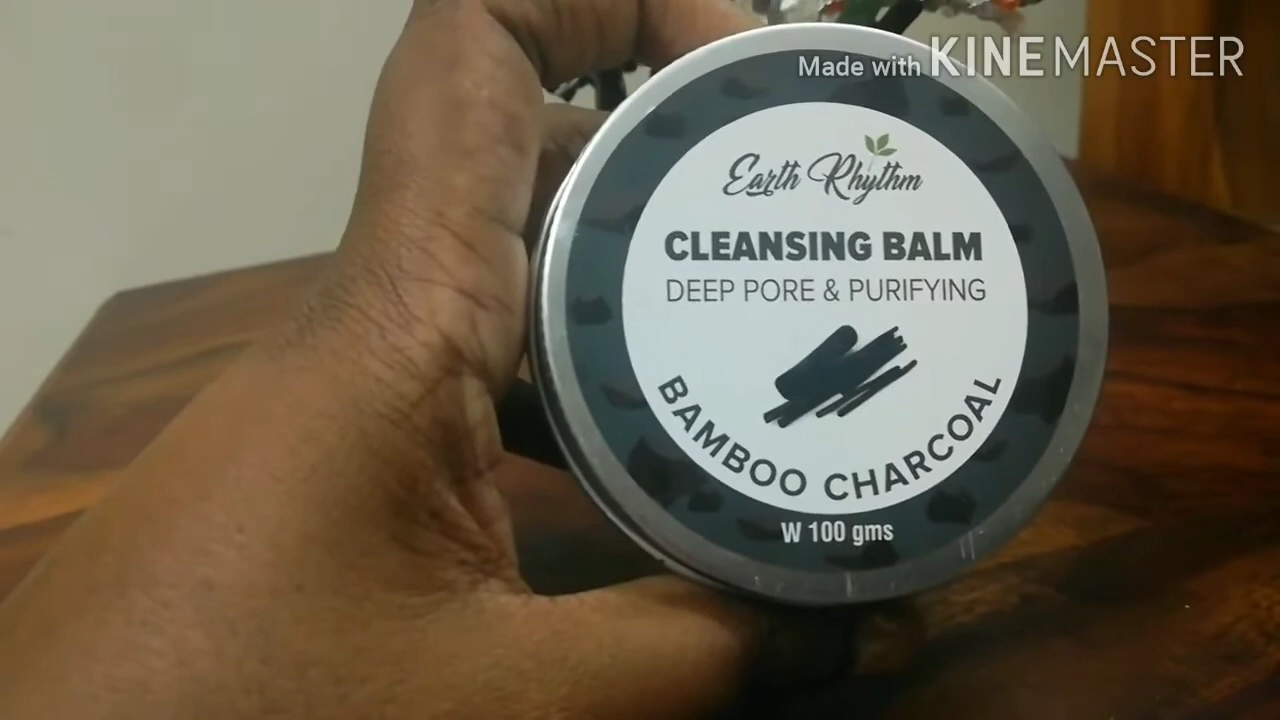 Made with KINEMASTER
Earth Rhythm
CLEANSING BALM
DEEP PORE & PURIFYING
BAMBOO CHARCOAL
W 100 gms